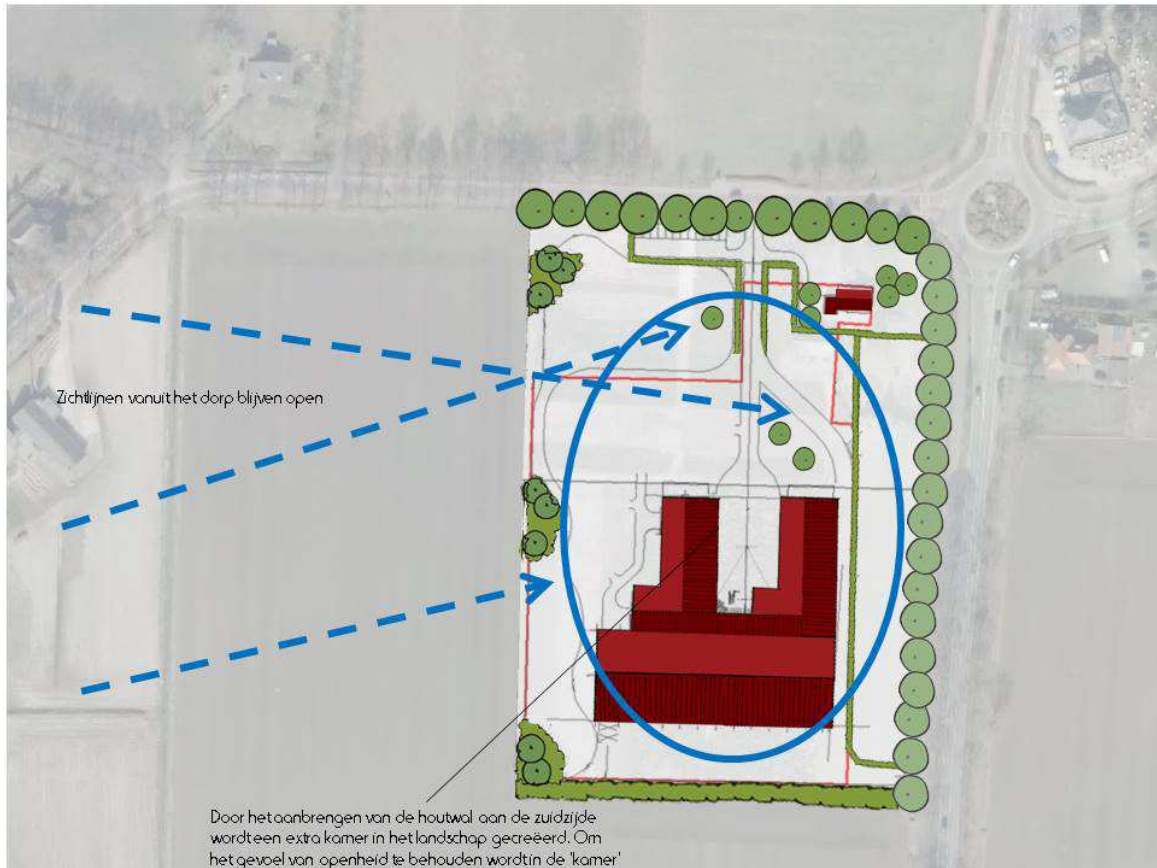 Zichtlijnen vanuit het dorp blijven open
Door het aanbrengen van de houtwal aan de zuidzijde
wordt een extra kamer in het landschap gecreëerd. Om
het gevoel van openheid te behouden wordt in de 'kamer'